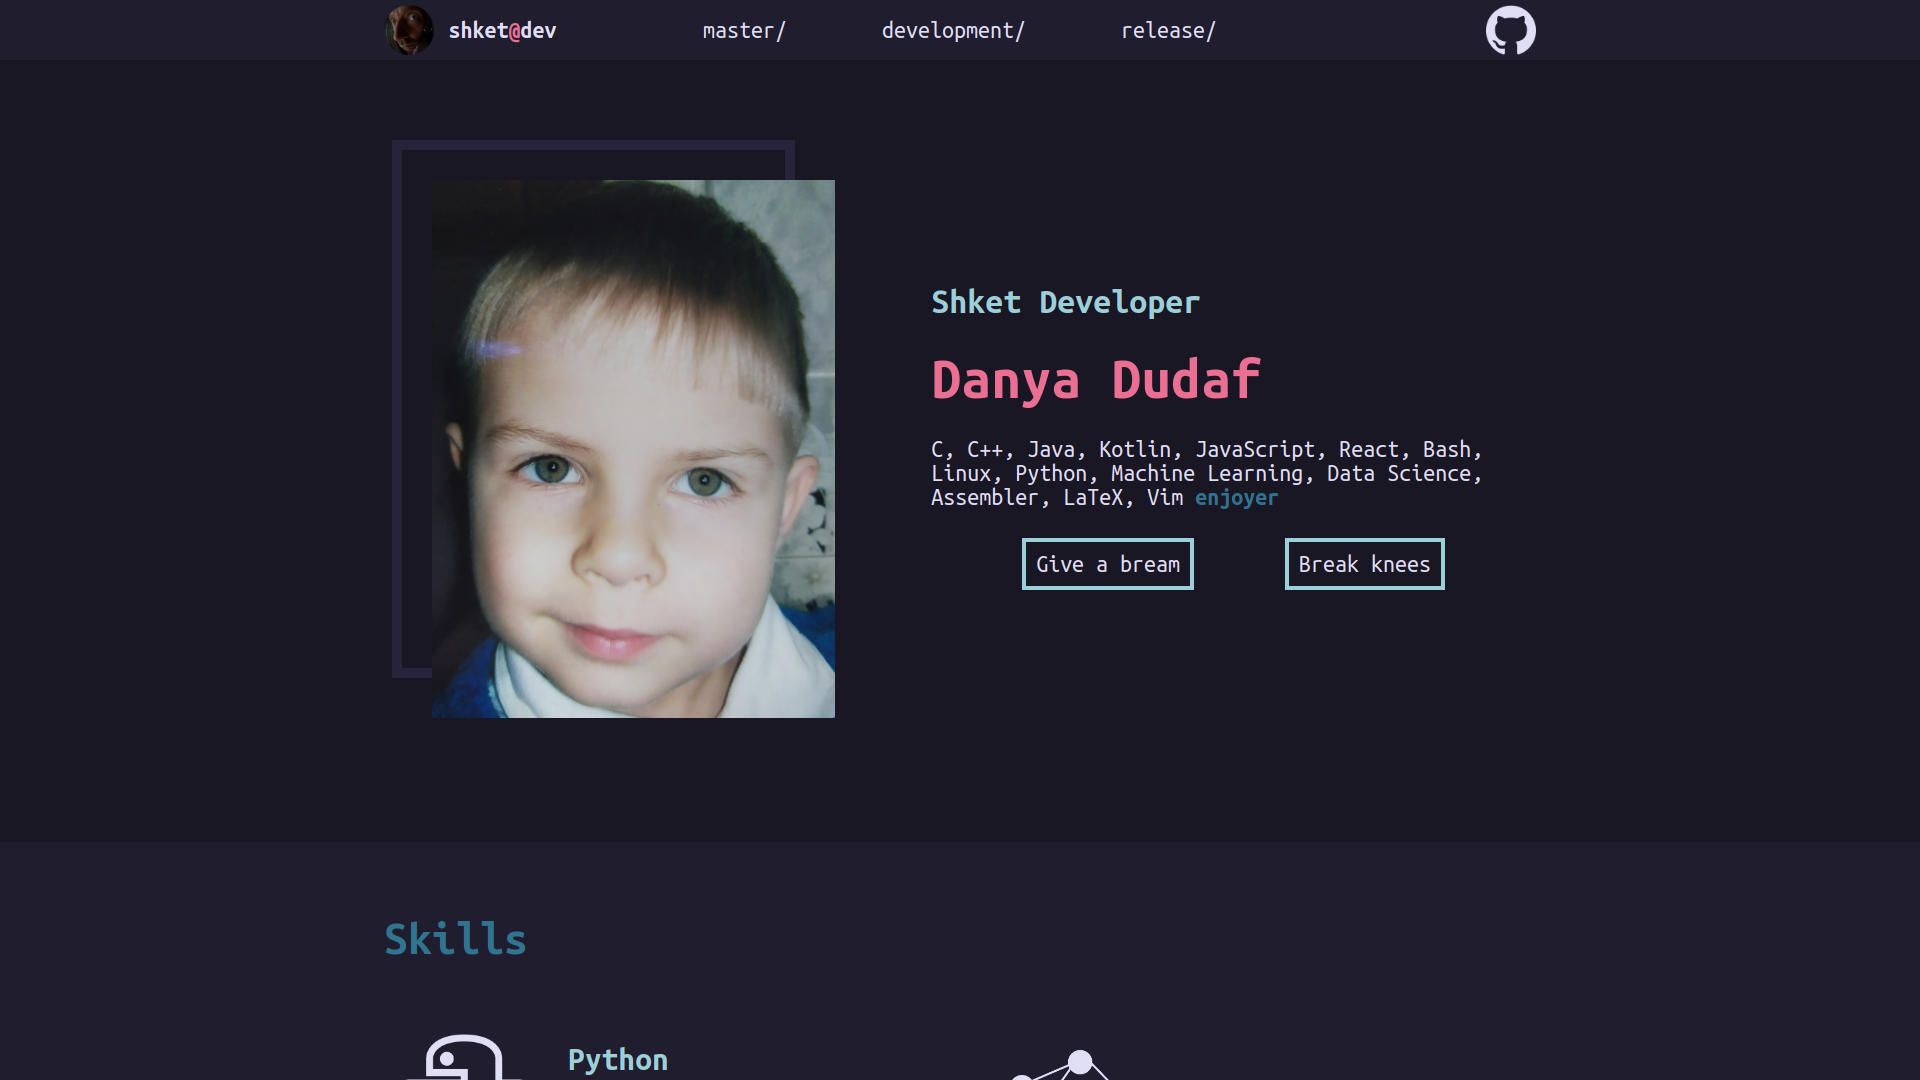 shket@dev
master/
development/
release/
Shket Developer
Danya Dudaf
C, C++, Java, Kotlin, JavaScript, React, Bash,
Linux, Python, Machine Learning, Data Science,
Assembler, LaTeX, Vim enjoyer
Give a bream
Break knees
Skills
Python